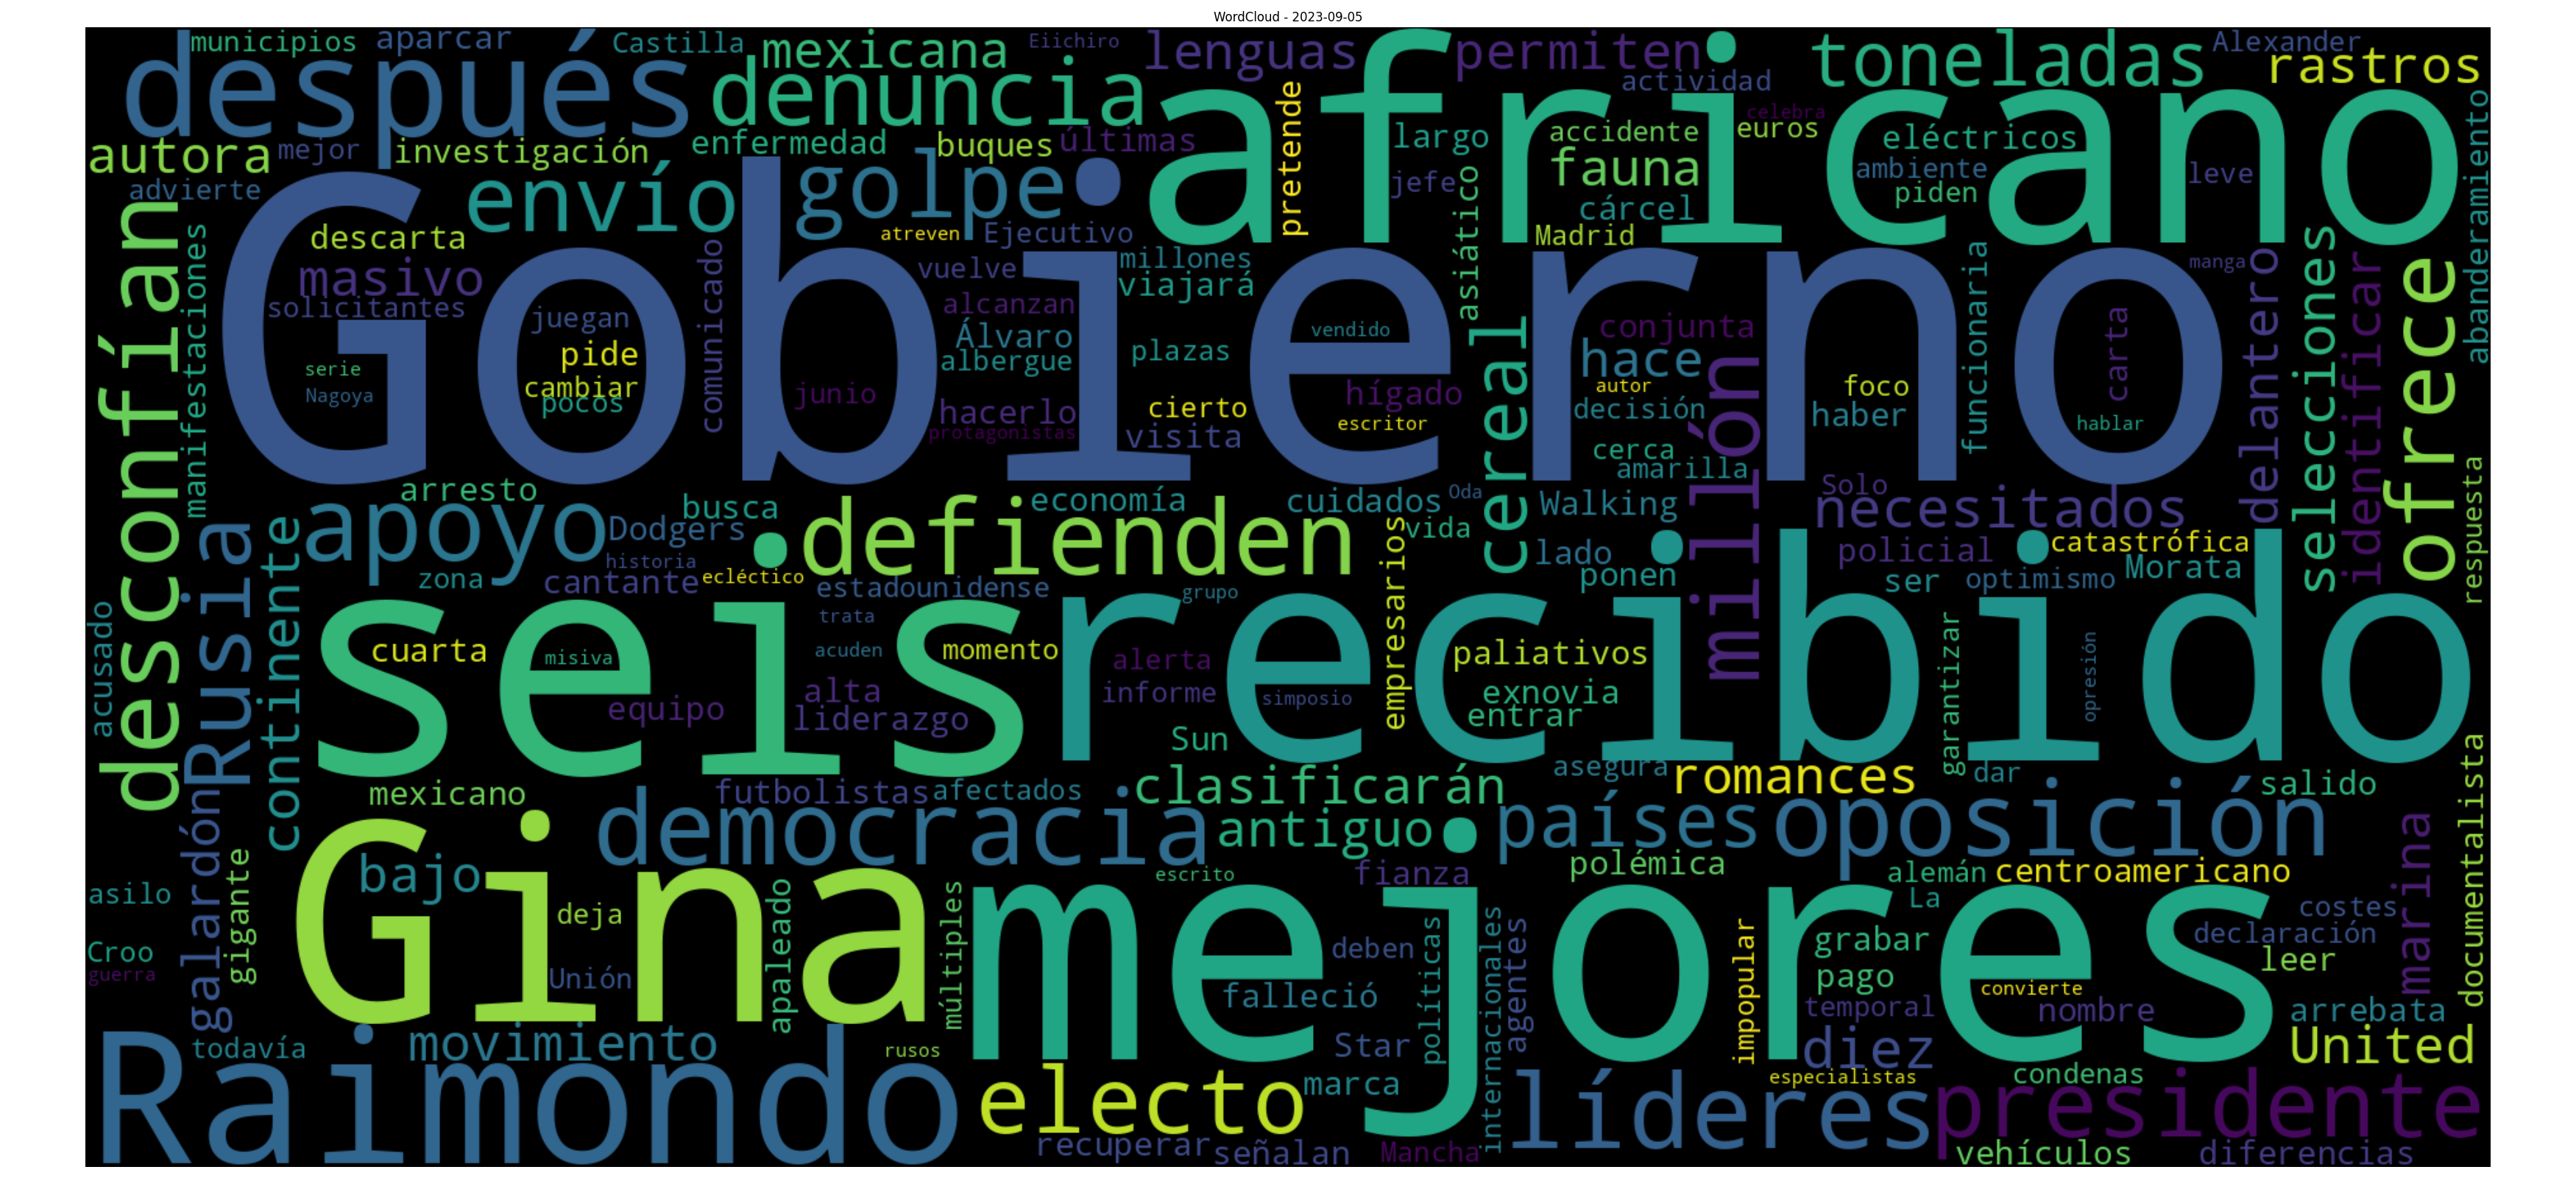 WordCloud - 2023-09-05
municipios
aparcar
Castilla
mexicana
Eiichiro
lenguas
permiten
africano
toneladas
Alexander
rastros
después
denuncia
actividad
celebra
pretende
autora
mejor
investigación
enfermedad
buques
últimas
largo
accidente
euros
eléctricos
abanderamiento
advierte
envío
golpe
jefe
fauna
ambiente
piden
leve
asiático
cárcel
Madrid
descarta
atreven
Ejecutivo
desconfían
manifestaciones
masivo
solicitantes
Gobierno
comunicado
vuelve
millones
viajará
alcanzan
manga
delantero
selecciones
identificar
ofrece
funcionaria
juegan
pide
cambiar
pocos
serie
Nagoya
junio
Álvaro
albergue
plazas
vendido
conjunta
hace
cereal
millón
carta
hacerlo
protagonistas
cierto
visita
hígado
escritor
autor
decisión
foco
haber
hablar
cerca
amarilla
arresto
busca
economía
cuidados
Oda
Walking
Solo
necesitados
respuesta
Rusia
continente
apoyo
Dodgers
historia
defienden
empresarios
vida
lado
ponen
policial
catastrófica
ser
optimismo
Morata
zona
cantante
ecléctico
estadounidense
grupo
acusado
seis
recibido
trata
acuden
cuarta
misiva
momento
alerta
informe
simposio
paliativos
exnovia
entrar
garantizar
opresión
equipo
alta
liderazgo
Sun
asegura
romances
dar
salido
documentalista
mexicano
futbolistas
afectados
clasificarán
democracia
antiguo
países
oposición
marina
galardón
gigante
bajo
Gina
escrito
fianza
polémica
alemán
centroamericano
asilo
La
costes
deja
apaleado
múltiples
mejores
deben
políticas
internacionales
agentes
impopular
grabar
declaración
Croo
guerra
Unión
falleció
pago
leer
convierte
temporal
nombre
arrebata
todavía
movimiento
rusos
Star
diez
United
Raimondo
electo
marca
líderes
especialistas
condenas
presidente
recuperar
señalan
Mancha
vehículos
diferencias